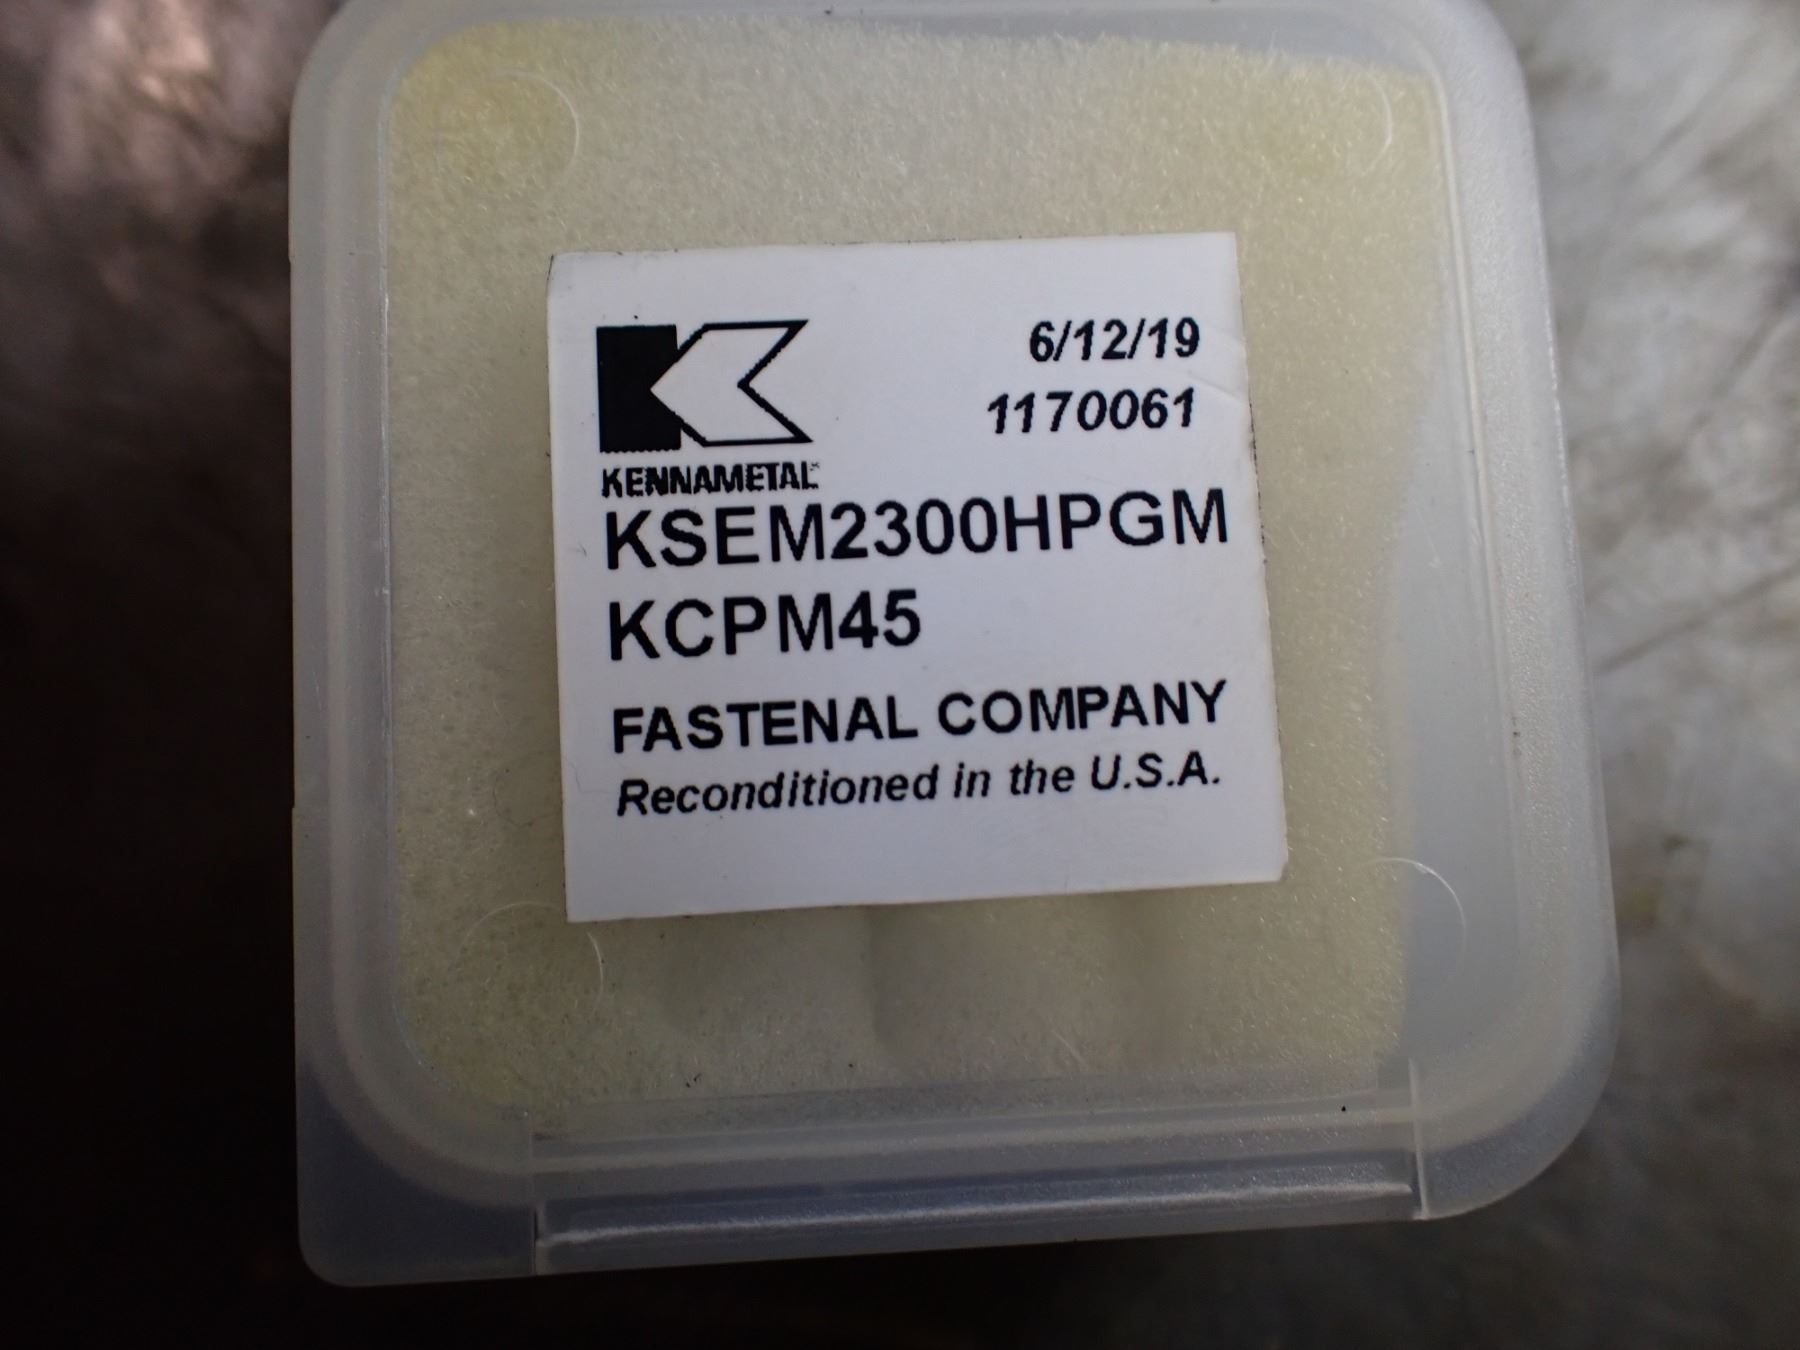 6/12/19
1170061
KENNAMETAL
KSEM2300HPGM
KCPM45
FASTENAL COMPANY
Reconditioned in the U.S.A.